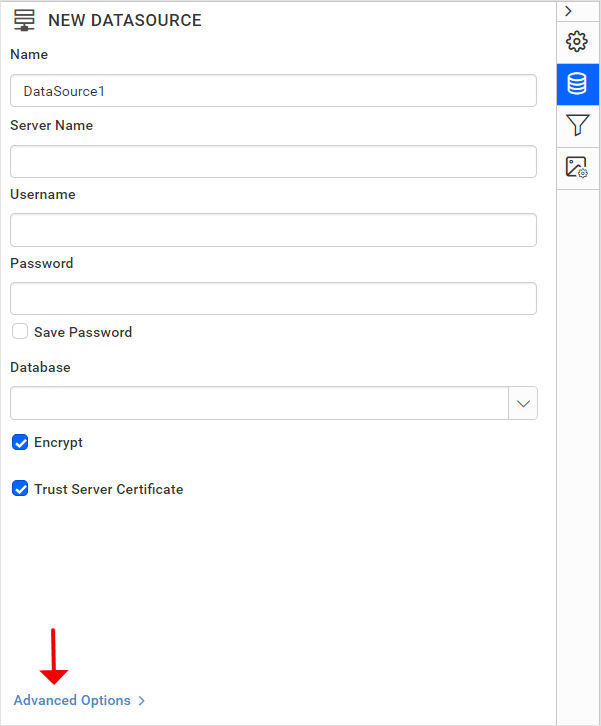 NEW DATASOURCE
Name
DataSource1
Server Name
Username
Password
Save Password
Database
Encrypt
Trust Server Certificate
Advanced Options